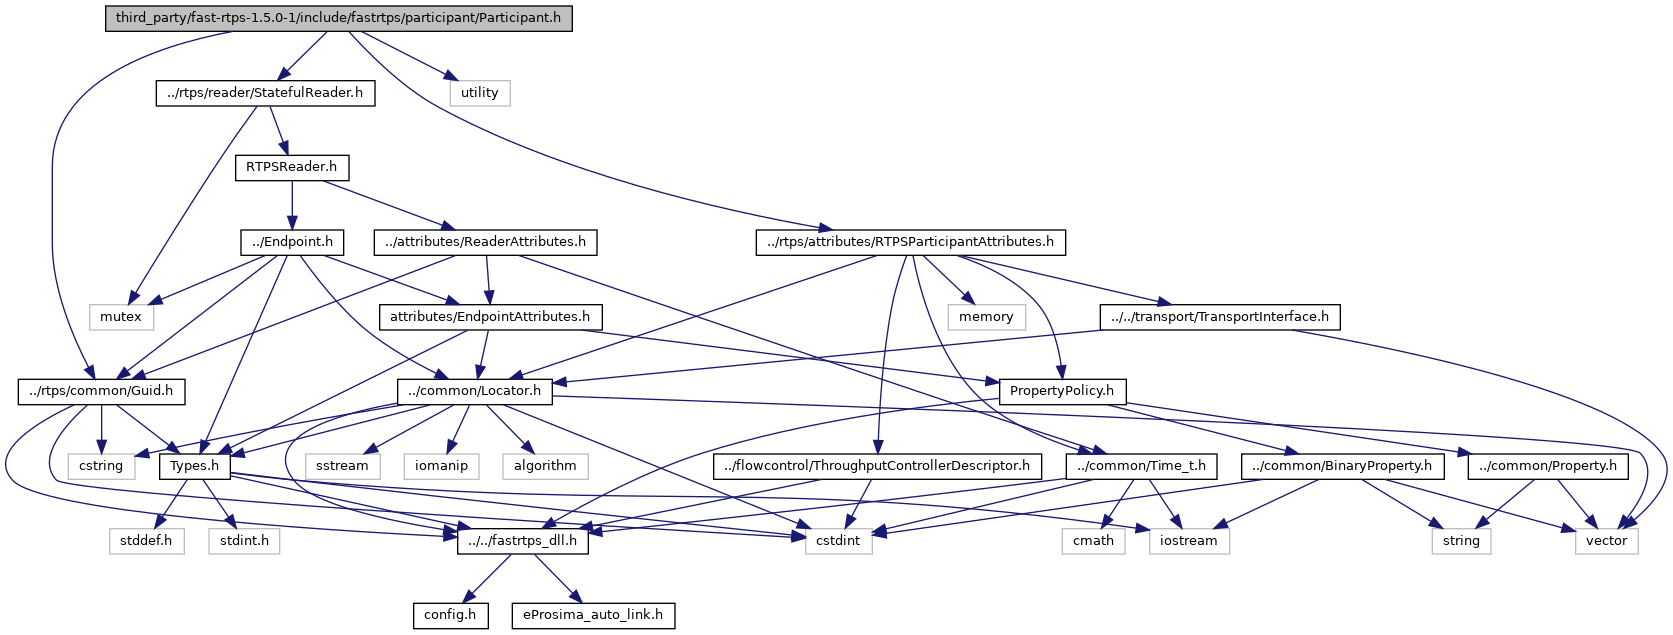 third_party/fast-rtps-1.5.0-1/include/fastrtps/participant/Participant.h
../rtps/reader/StatefulReader.h
utility
RTPSReader.h
../Endpoint.h
../attributes/ReaderAttributes.h
../rtps/attributes/RTPSParticipantAttributes.h
mutex
attributes/EndpointAttributes.h
memory
../../transport/TransportInterface.h
../rtps/common/Guid.h
../common/Locator.h
PropertyPolicy.h
cstring
Types.h
sstream
iomanip
algorithm
../flowcontrol/ThroughputControllerDescriptor.h
../common/Time_t.h
../common/BinaryProperty.h
../common/Property.h
stddef.h
stdint.h
../../fastrtps_dll.h
cstdint
cmath
iostream
string
vector
config.h
eProsima_auto_link.h